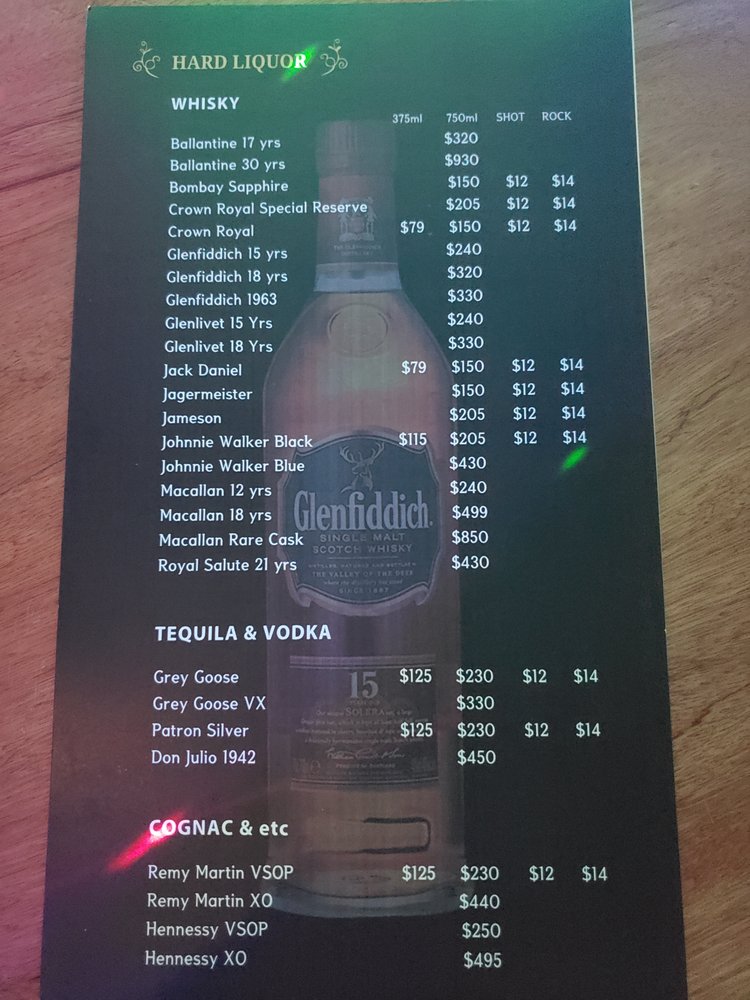 HARD LIQUOR
WHISKY
375ml 750ml SHOT ROCK
Ballantine 17 yrs $320
Ballantine 30 yrs $930
Bombay Sapphire $150 $12 $14
Crown Royal Special Reserve $205 $12 $14
Crown Royal $79 $150 $12 $14
Glenfiddich 15 yrs $240
Glenfiddich 18 yrs $320
Glenfiddich 1963 $330
Glenlivet 15 Yrs $240
Glenlivet 18 Yrs $330
Jack Daniel $79 $150 $12 $14
Jagermeister $150 $12 $14
Jameson $205 $12 $14
Johnnie Walker Black $115 $205 $12 $14
Johnnie Walker Blue $430
Macallan 12 yrs $240
Macallan 18 yrs $499
Macallan Rare Cask $850
Royal Salute 21 yrs $430
Glenfiddich.
SINGLE MALT
SCOTCH WHISKY
THE VALLEY OF THE DEER
SINCE 1887
TEQUILA & VODKA
Grey Goose $125 $230 $12 $14
Grey Goose VX $330
Patron Silver $125 $230 $12 $14
Don Julio 1942 $450
15
SOLERA
COGNAC & etc
Remy Martin VSOP $125 $230 $12 $14
Remy Martin XO $440
Hennessy VSOP $250
Hennessy XO $495